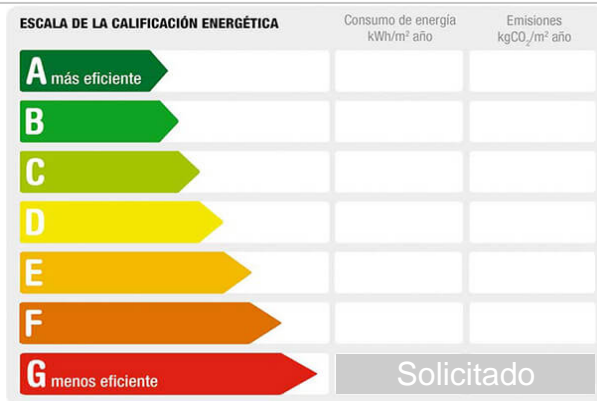 ESCALA DE LA CALIFICACIÓN ENERGÉTICA
Consumo de energía
kWh/m² año
Emisiones
kgCO₂/m² año
A más eficiente
B
C
D
E
F
G menos eficiente
Solicitado